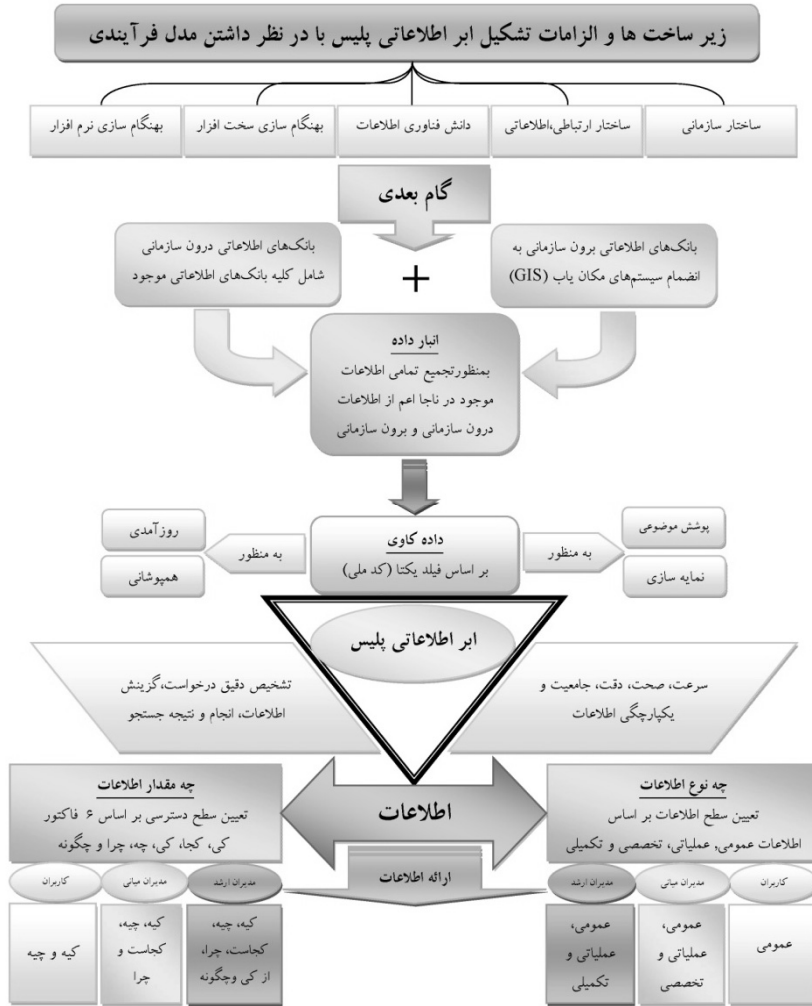 زیر ساخت ها و الزامات تشکیل ابر اطلاعاتی پلیس با در نظر داشتن مدل فرآیندی
ساختار سازمانی
ساختار ارتباطی،اطلاعاتی
دانش فناوری اطلاعات
بهنگام سازی سخت افزار
بهنگام سازی نرم افزار
گام بعدی
بانک‌های اطلاعاتی برون سازمانی به
انضمام سیستم‌های مکان یاب (GIS)
+
بانک‌های اطلاعاتی درون سازمانی
شامل کلیه بانک‌های اطلاعاتی موجود
انبار داده
بمنظورتجمیع تمامی اطلاعات
موجود در ناجا اعم از اطلاعات
درون سازمانی و برون سازمانی
پوشش موضوعی
نمایه سازی
به منظور
داده کاوی
بر اساس فیلد یکتا (کد ملی)
به منظور
روزآمدی
همپوشانی
ابر اطلاعاتی پلیس
سرعت، صحت، دقت، جامعیت و
یکپارچگی اطلاعات
تشخیص دقیق درخواست،گزینش
اطلاعات، انجام و نتیجه جستجو
چه نوع اطلاعات
تعیین سطح اطلاعات بر اساس
اطلاعات عمومی, عملیاتی، تخصصی و تکمیلی
اطلاعات
چه مقدار اطلاعات
تعیین سطح دسترسی بر اساس ۶ فاکتور
کی، کجا، کی، چه، چرا و چگونه
ارائه اطلاعات
کاربران
مدیران میانی
مدیران ارشد
مدیران ارشد
مدیران میانی
کاربران
عمومی
عمومی،
عملیاتی و
تخصصی
عمومی،
عملیاتی و
تکمیلی
کیه، چیه،
کجاست، چرا،
از کی وچگونه
کیه، چیه،
کجاست و
چرا
کیه و چیه